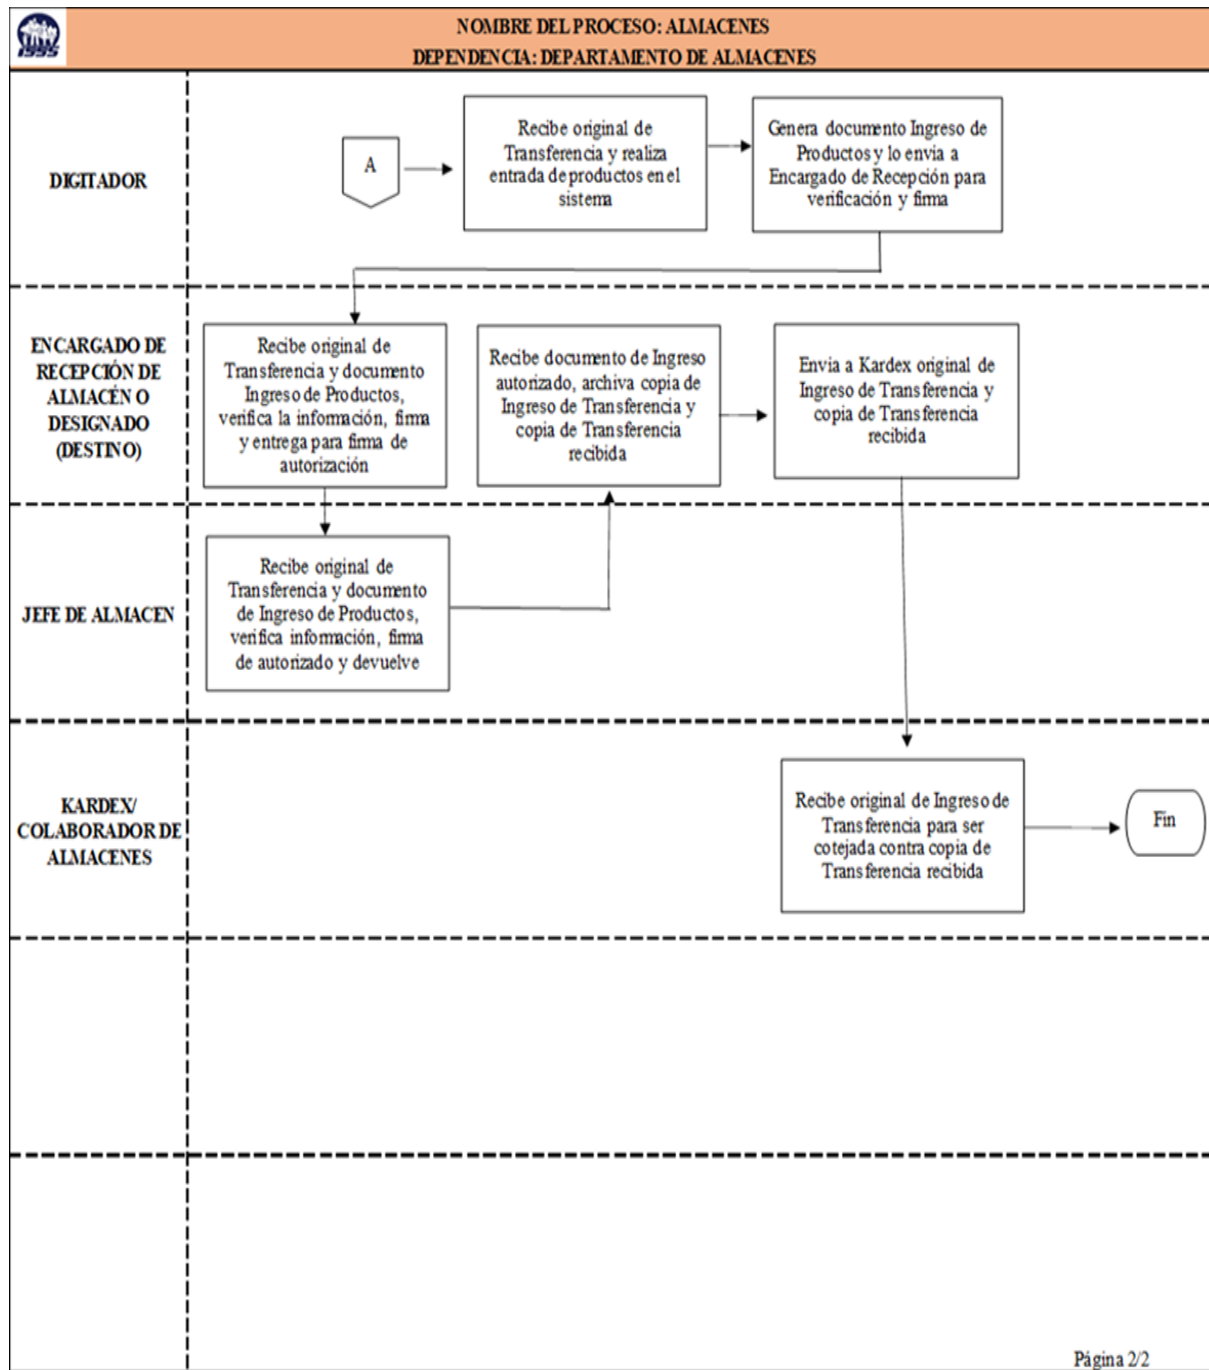 1955
NOMBRE DEL PROCESO: ALMACENES
DEPENDENCIA: DEPARTAMENTO DE ALMACENES
DIGITADOR
A
Recibe original de
Transferencia y realiza
entrada de productos en el
sistema
Genera documento Ingreso de
Productos y lo envia a
Encargado de Recepción para
verificación y firma
ENCARGADO DE
RECEPCIÓN DE
ALMACÉN O
DESIGNADO
(DESTINO)
Recibe original de
Transferencia y documento
Ingreso de Productos,
verifica la información, firma
y entrega para firma de
autorización
Recibe documento de Ingreso
autorizado, archiva copia de
Ingreso de Transferencia y
copia de Transferencia
recibida
Envia a Kardex original de
Ingreso de Transferencia y
copia de Transferencia
recibida
JEFE DE ALMACEN
Recibe original de
Transferencia y documento
de Ingreso de Productos,
verifica información, firma
de autorizado y devuelve
KARDEX/
COLABORADOR DE
ALMACENES
Recibe original de Ingreso de
Transferencia para ser
cotejada contra copia de
Transferencia recibida
Fin
Página 2/2